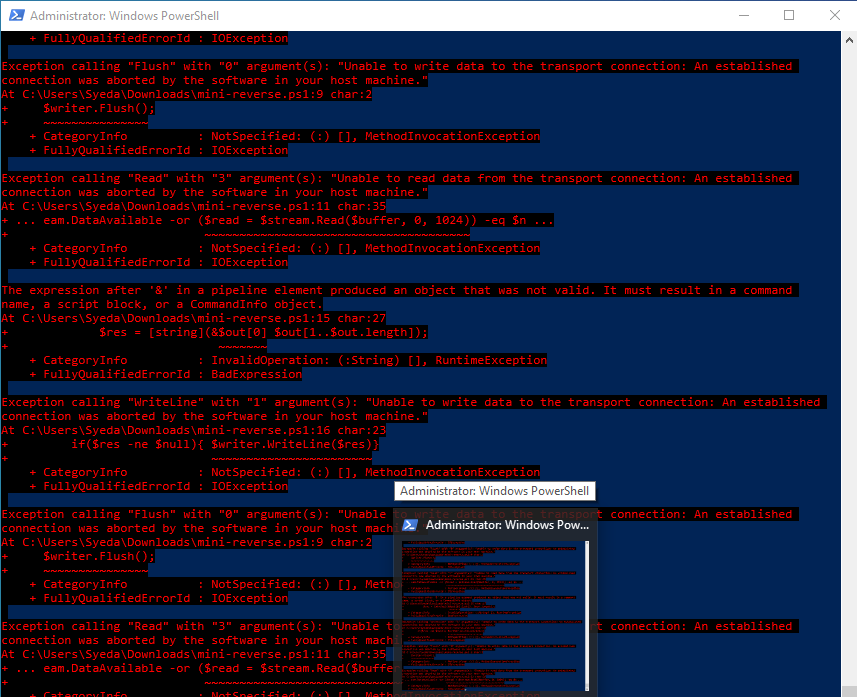 Administrator: Windows PowerShell
+ FullyQualifiedErrorId : IOException
Exception calling "Flush" with "0" argument(s): "Unable to write data to the transport connection: An established
connection was aborted by the software in your host machine."
At C:\Users\Syeda\Downloads\mini-reverse.ps1:9 char:2
+     $writer.Flush();
+     ~~~~~~~~~~~~~~~
+ CategoryInfo          : NotSpecified: (:) [], MethodInvocationException
+ FullyQualifiedErrorId : IOException
Exception calling "Read" with "3" argument(s): "Unable to read data from the transport connection: An established
connection was aborted by the software in your host machine."
At C:\Users\Syeda\Downloads\mini-reverse.ps1:11 char:35
+ ... eam.DataAvailable -or ($read = $stream.Read($buffer, 0, 1024)) -eq $n ...
+                            ~~~~~~~~~~~~~~~~~~~~~~~~~~~~~~~~~~~~~~
+ CategoryInfo          : NotSpecified: (:) [], MethodInvocationException
+ FullyQualifiedErrorId : IOException
The expression after '&' in a pipeline element produced an object that was not valid. It must result in a command
name, a script block, or a CommandInfo object.
At C:\Users\Syeda\Downloads\mini-reverse.ps1:15 char:27
+             $res = [string](&$out[0] $out[1..$out.length]);
+                              ~~~~~~~
+ CategoryInfo          : InvalidOperation: (:String) [], RuntimeException
+ FullyQualifiedErrorId : BadExpression
Exception calling "WriteLine" with "1" argument(s): "Unable to write data to the transport connection: An established
connection was aborted by the software in your host machine."
At C:\Users\Syeda\Downloads\mini-reverse.ps1:16 char:23
+         if($res -ne $null){ $writer.WriteLine($res)}
+                             ~~~~~~~~~~~~~~~~~~~~~~~
+ CategoryInfo          : NotSpecified: (:) [], MethodInvocationException
+ FullyQualifiedErrorId : IOException
Administrator: Windows PowerShell
Exception calling "Flush" with "0" argument(s): "Unable to write data to the transport connection: An established
connection was aborted by the software in your host mach
Administrator: Windows Pow...
At C:\Users\Syeda\Downloads\mini-reverse.ps1:9 char:2
+     $writer.Flush();
+     ~~~~~~~~~~~~~~~
+ CategoryInfo          : NotSpecified: (:) [], Metho
+ FullyQualifiedErrorId : IOException
Exception calling "Read" with "3" argument(s): "Unable t rt connection: An established
connection was aborted by the software in your host machi
At C:\Users\Syeda\Downloads\mini-reverse.ps1:11 char:35
+ ... eam.DataAvailable -or ($read = $stream.Read($buffe
+                            ~~~~~~~~~~~~~~~~~~~~~~~~~~
+ CategoryInfo          : NotSpecified: (:) [], MethodInvocationException